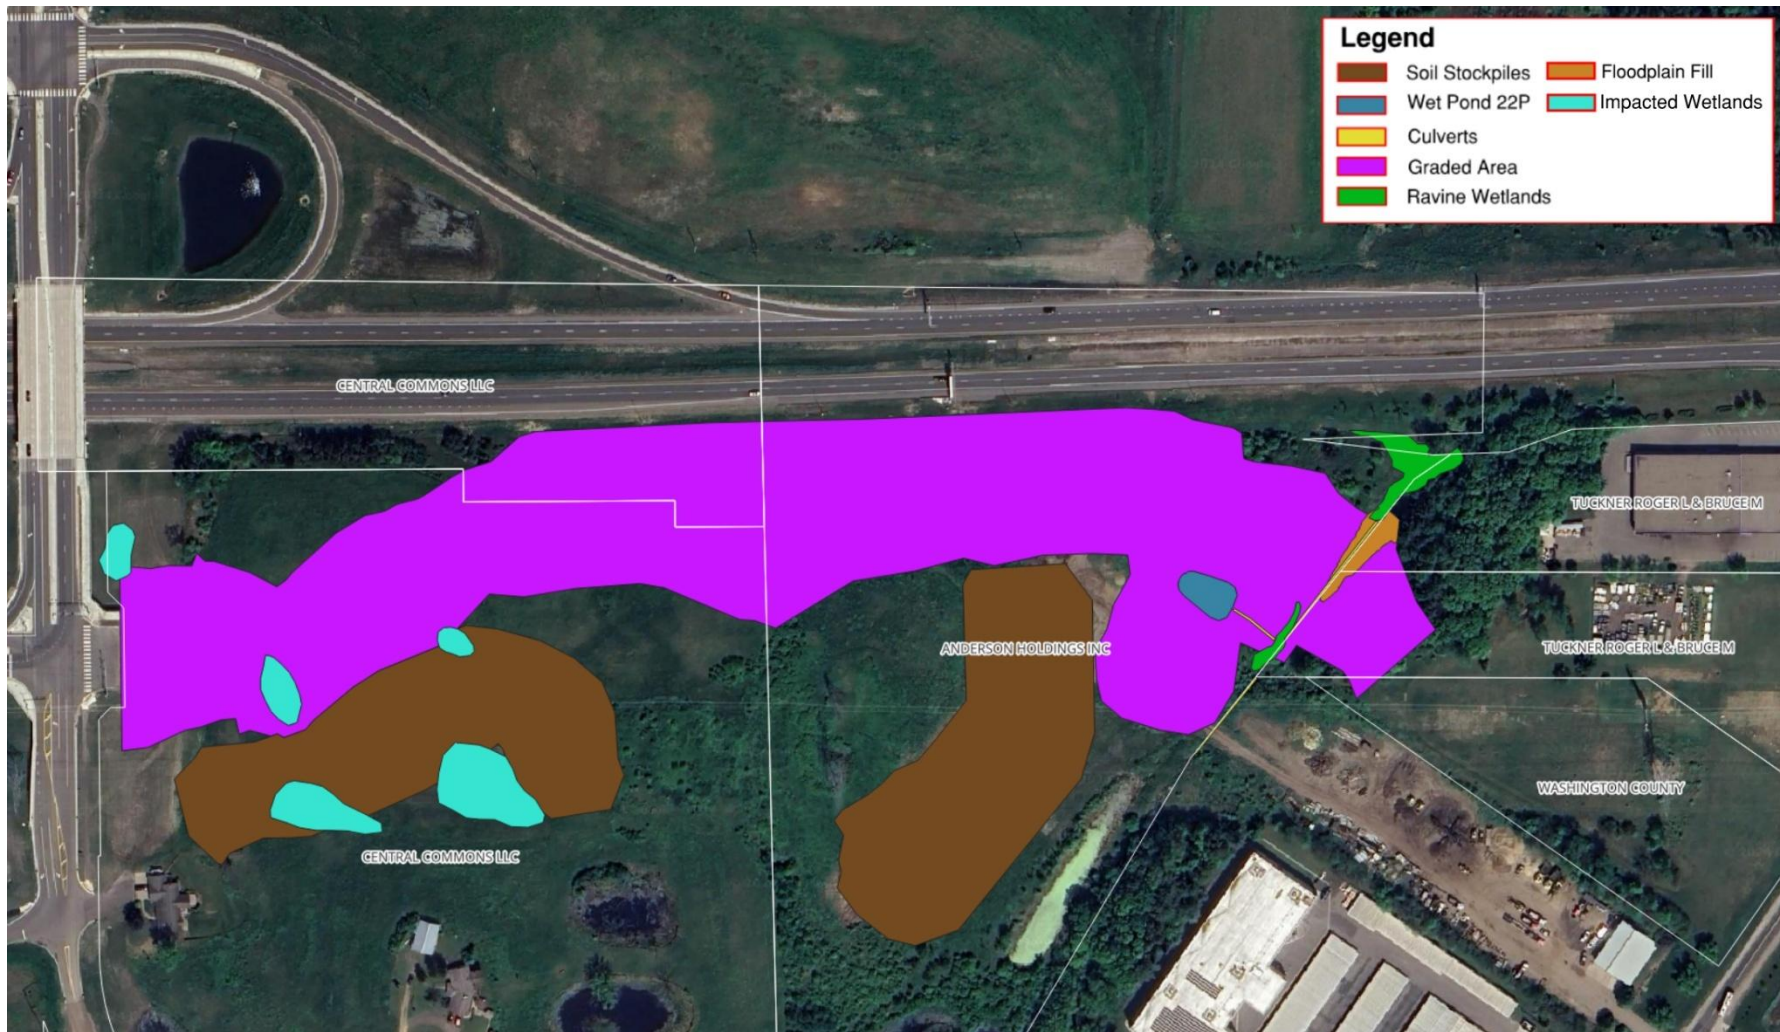 Legend
Soil Stockpiles
Floodplain Fill
Wet Pond 22P
Impacted Wetlands
Culverts
Graded Area
Ravine Wetlands
CENTRAL COMMONS LLC
TUCKNER ROGER L & BRUCE M
ANDERSON HOLDINGS INC
TUCKNER ROGER L & BRUCE M
WASHINGTON COUNTY
CENTRAL COMMONS LLC